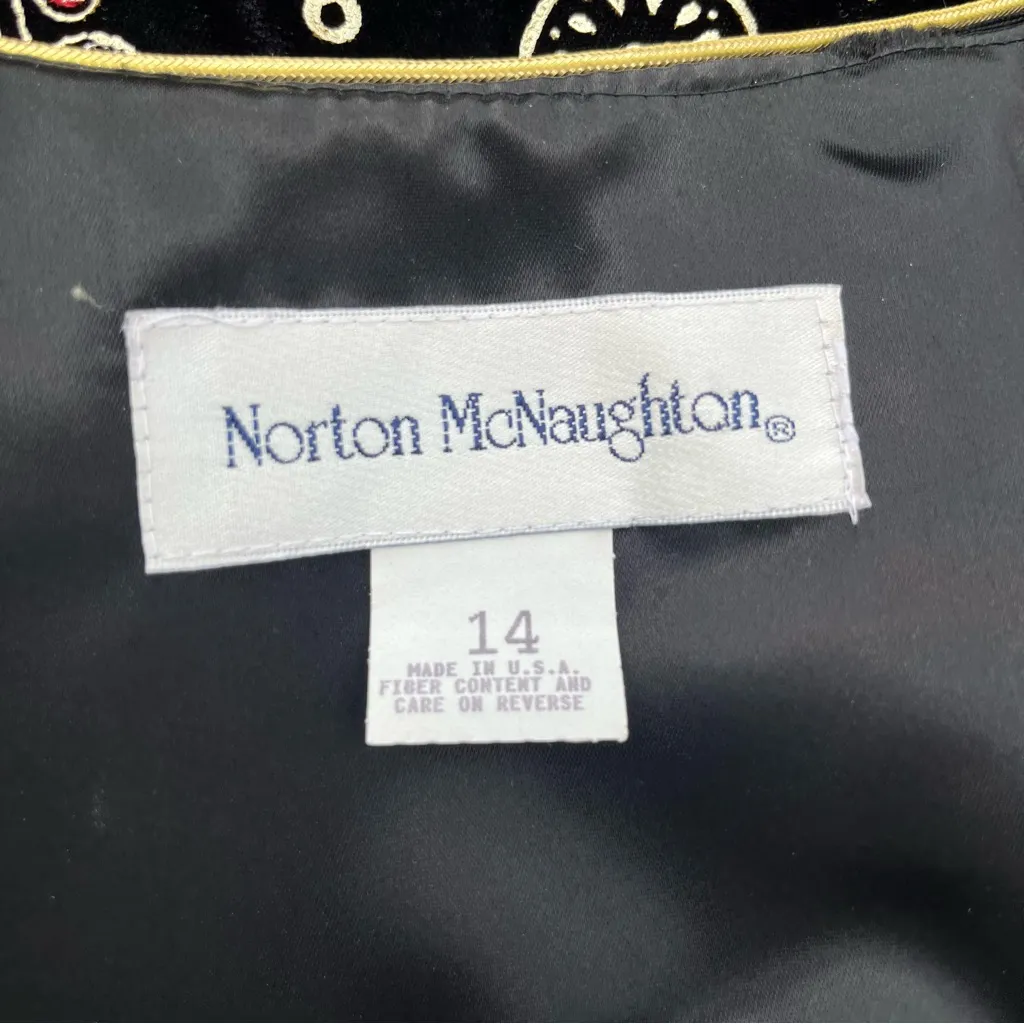 Norton McNaughton®
14
MADE IN U.S.A.
FIBER CONTENT AND
CARE ON REVERSE